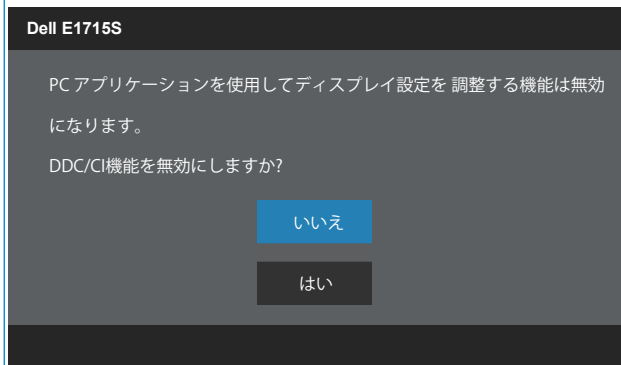 Dell E1715S
PC アプリケーションを使用してディスプレイ設定を 調整する機能は無効
になります。
DDC/CI機能を無効にしますか?
いいえ
はい